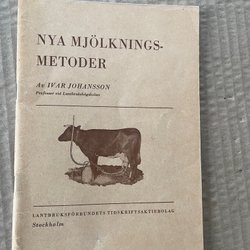 NYA MJÖLKNINGS-
METODER
Av IVAR JOHANSSON
Professor vid Lantbrukshögskolan
LANTBRUKSFÖRBUNDETS TIDSKRIFTSAKTIEBOLAG
Stockholm